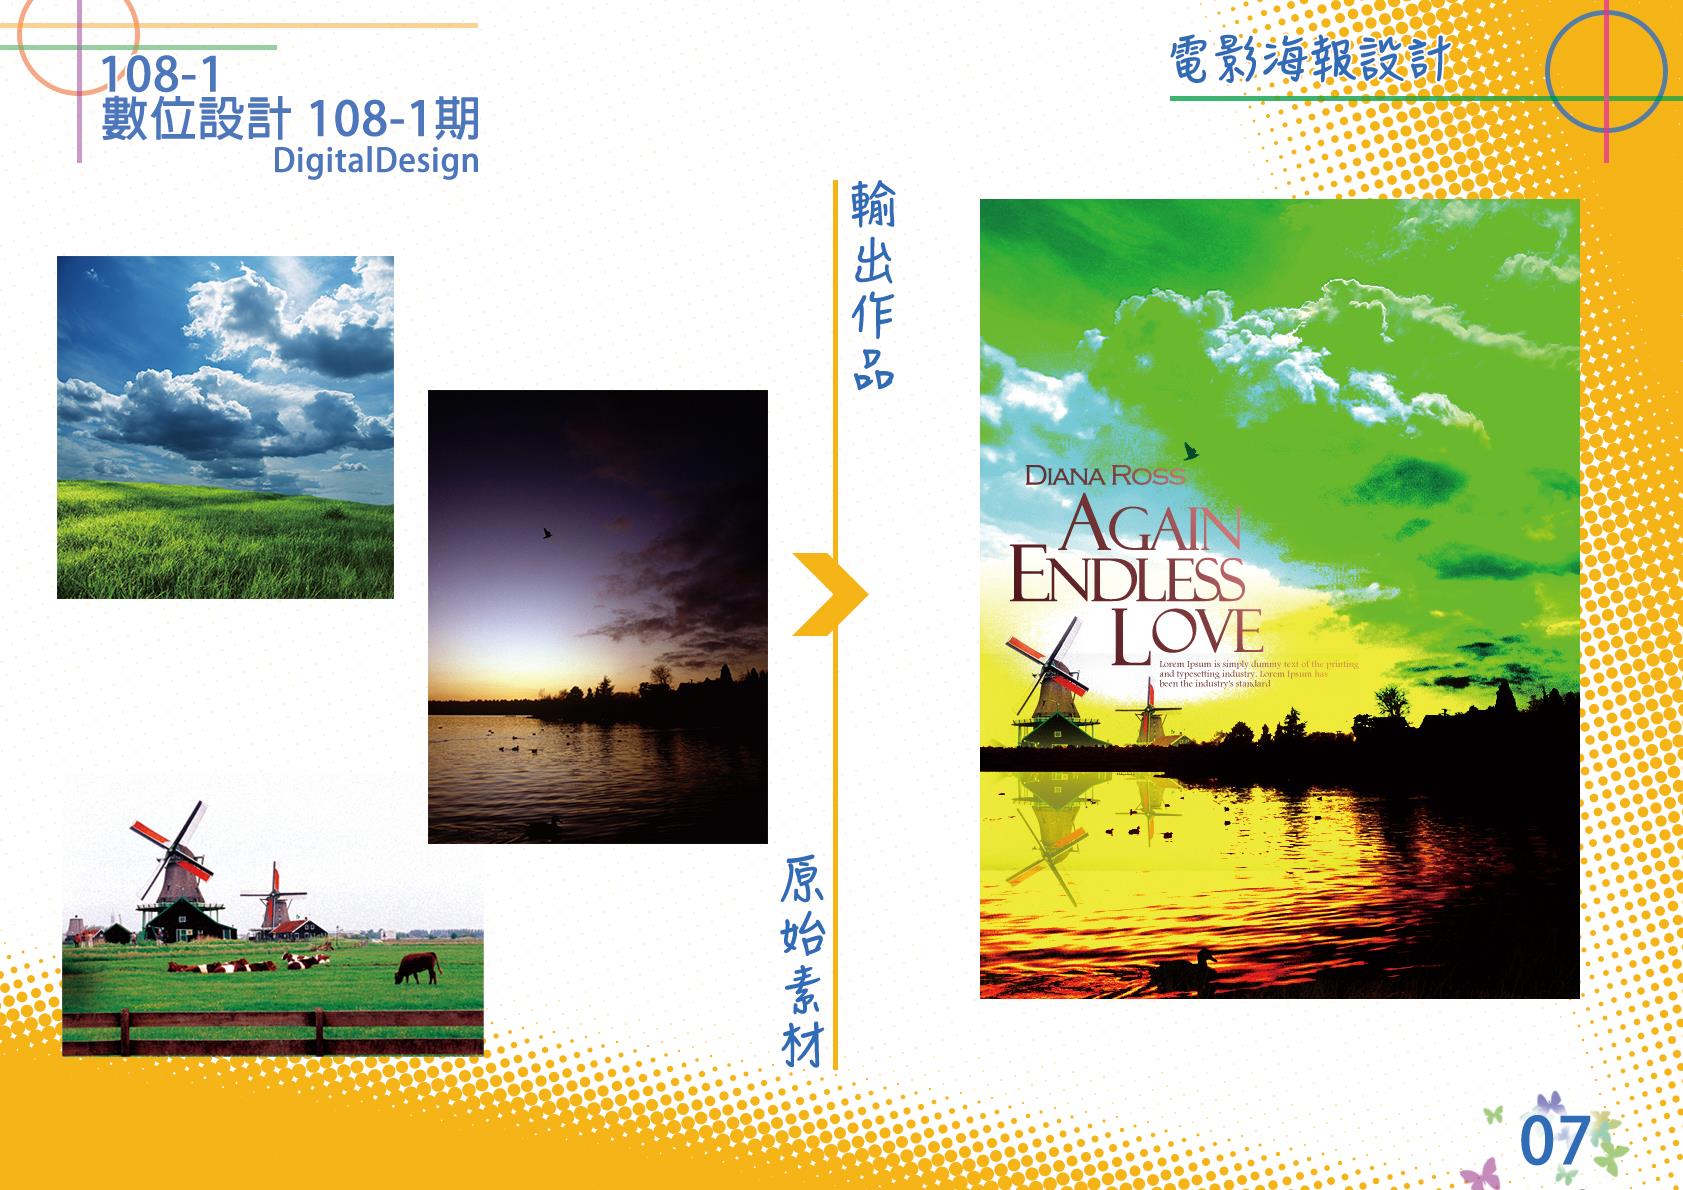 108-1
數位設計 108-1期
DigitalDesign
電影海報設計
輸出作品
原始素材
DIANA ROSS
AGAIN
ENDLESS
LOVE
Lorem Ipsum is simply dummy text of the printing
and typesetting industry. Lorem Ipsum has
been the industry's standard
07